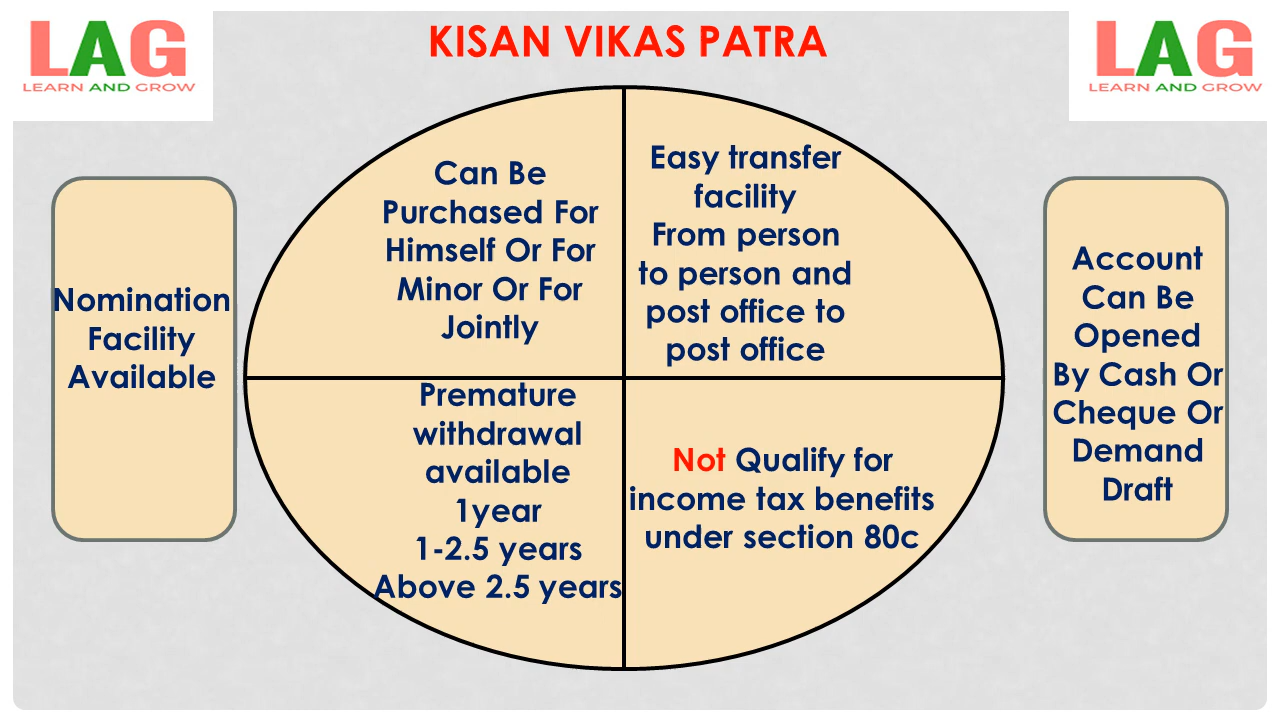 LAG
LEARN AND GROW
KISAN VIKAS PATRA
LAG
LEARN AND GROW
Nomination
Facility
Available
Can Be
Purchased For
Himself Or For
Minor Or For
Jointly
Easy transfer
facility
From person
to person and
post office to
post office
Premature
withdrawal
available
1year
1-2.5 years
Above 2.5 years
Not Qualify for
income tax benefits
under section 80c
Account
Can Be
Opened
By Cash Or
Cheque Or
Demand
Draft